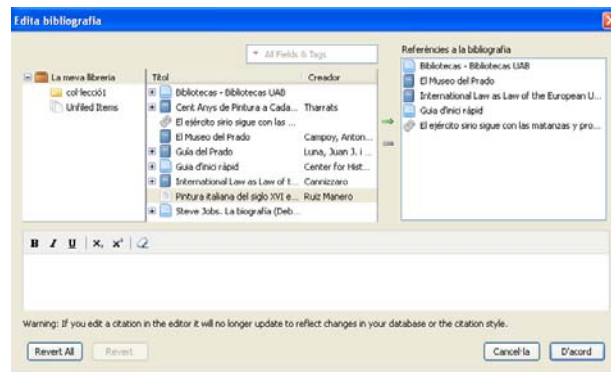 Edita bibliografia
All Fields & Tags
Referències a la bibliografia
La meva llibreria
col·lecció1
Unfiled Items
Títol Creador
Bibliotecas - Bibliotecas UAB
Cent Anys de Pintura a Cada... Tharrats
El ejército sirio sigue con las ...
El Museo del Prado Campoy, Anton...
Guía del Prado Luna, Juan J. i ...
Guia d'inici ràpid Center for Hist...
International Law as Law of t... Cannizzaro
Pintura italiana del siglo XVI e... Ruiz Manero
Steve Jobs. La biografía (Deb...
Bibliotecas - Bibliotecas UAB
El Museo del Prado
International Law as Law of the European U...
Guia d'inici ràpid
El ejército sirio sigue con las matanzas y pro...
B I U X, x²
Warning: If you edit a citation in the editor it will no longer update to reflect changes in your database or the citation style.
Revert All Revert Cancel·la D'acord